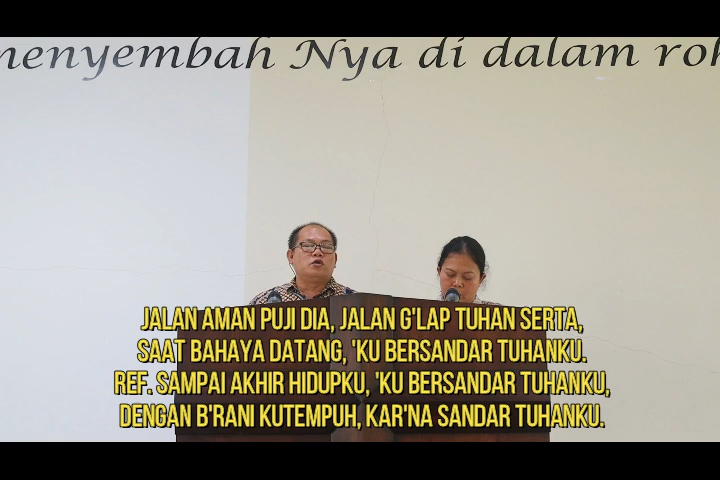 menyembah Nya di dalam roh
JALAN AMAN PUJI DIA, JALAN G'LAP TUHAN SERTA,
SAAT BAHAYA DATANG, 'KU BERSANDAR TUHANKU.
REF. SAMPAI AKHIR HIDUPKU, 'KU BERSANDAR TUHANKU,
DENGAN B'RANI KUTEMPUH, KAR'NA SANDAR TUHANKU.